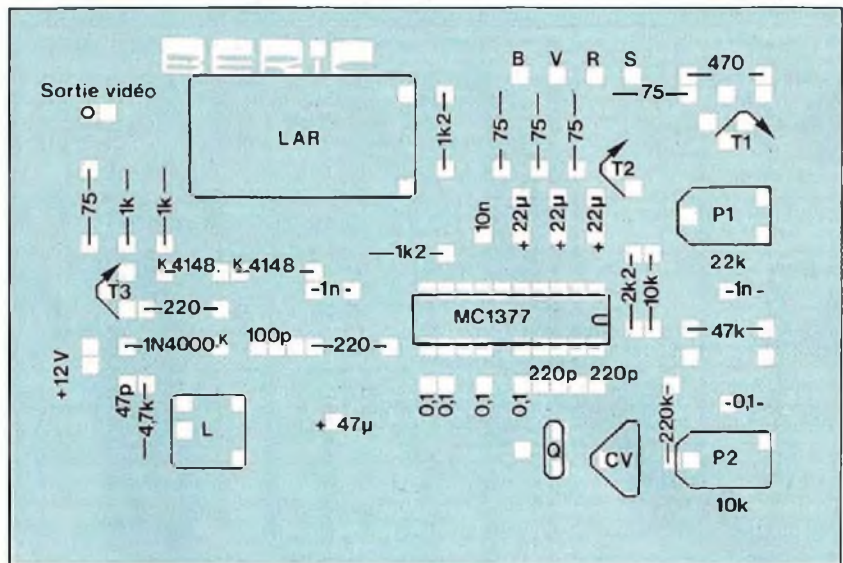 BERIC
B V R S
470
Sortie vidéo
75
LAR
1k2
75
75
75
T1
T2
P1
75
1k
1k
10n
+ 22µ
+ 22µ
+ 22µ
1k2
22k
K 4148
K 4148
T3
1n
2k2
10k
1n
220
MC1377
47k
1N4000 K
100p
220
+12V
220p 220p
47p
4,7k
0,1
0,1
0,1
0,1
220k
0,1
L
+ 47µ
Q
CV
P2
10k